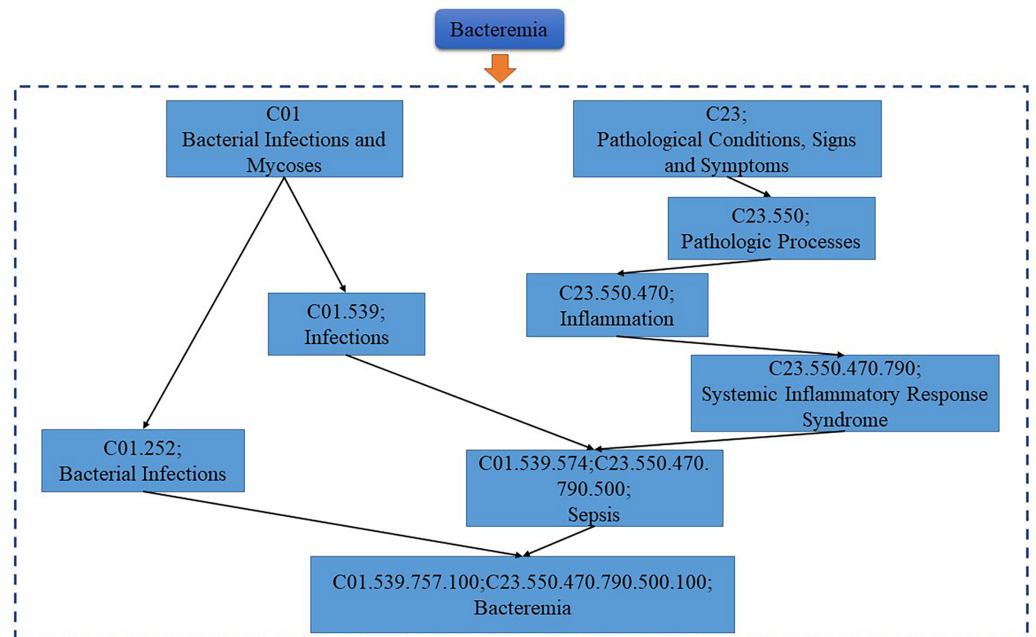 Bacteremia
C01
Bacterial Infections and
Mycoses
C23;
Pathological Conditions, Signs
and Symptoms
C23.550;
Pathologic Processes
C23.550.470;
Inflammation
C01.539;
Infections
C23.550.470.790;
Systemic Inflammatory Response
Syndrome
C01.252;
Bacterial Infections
C01.539.574;C23.550.470.
790.500;
Sepsis
C01.539.757.100;C23.550.470.790.500.100;
Bacteremia